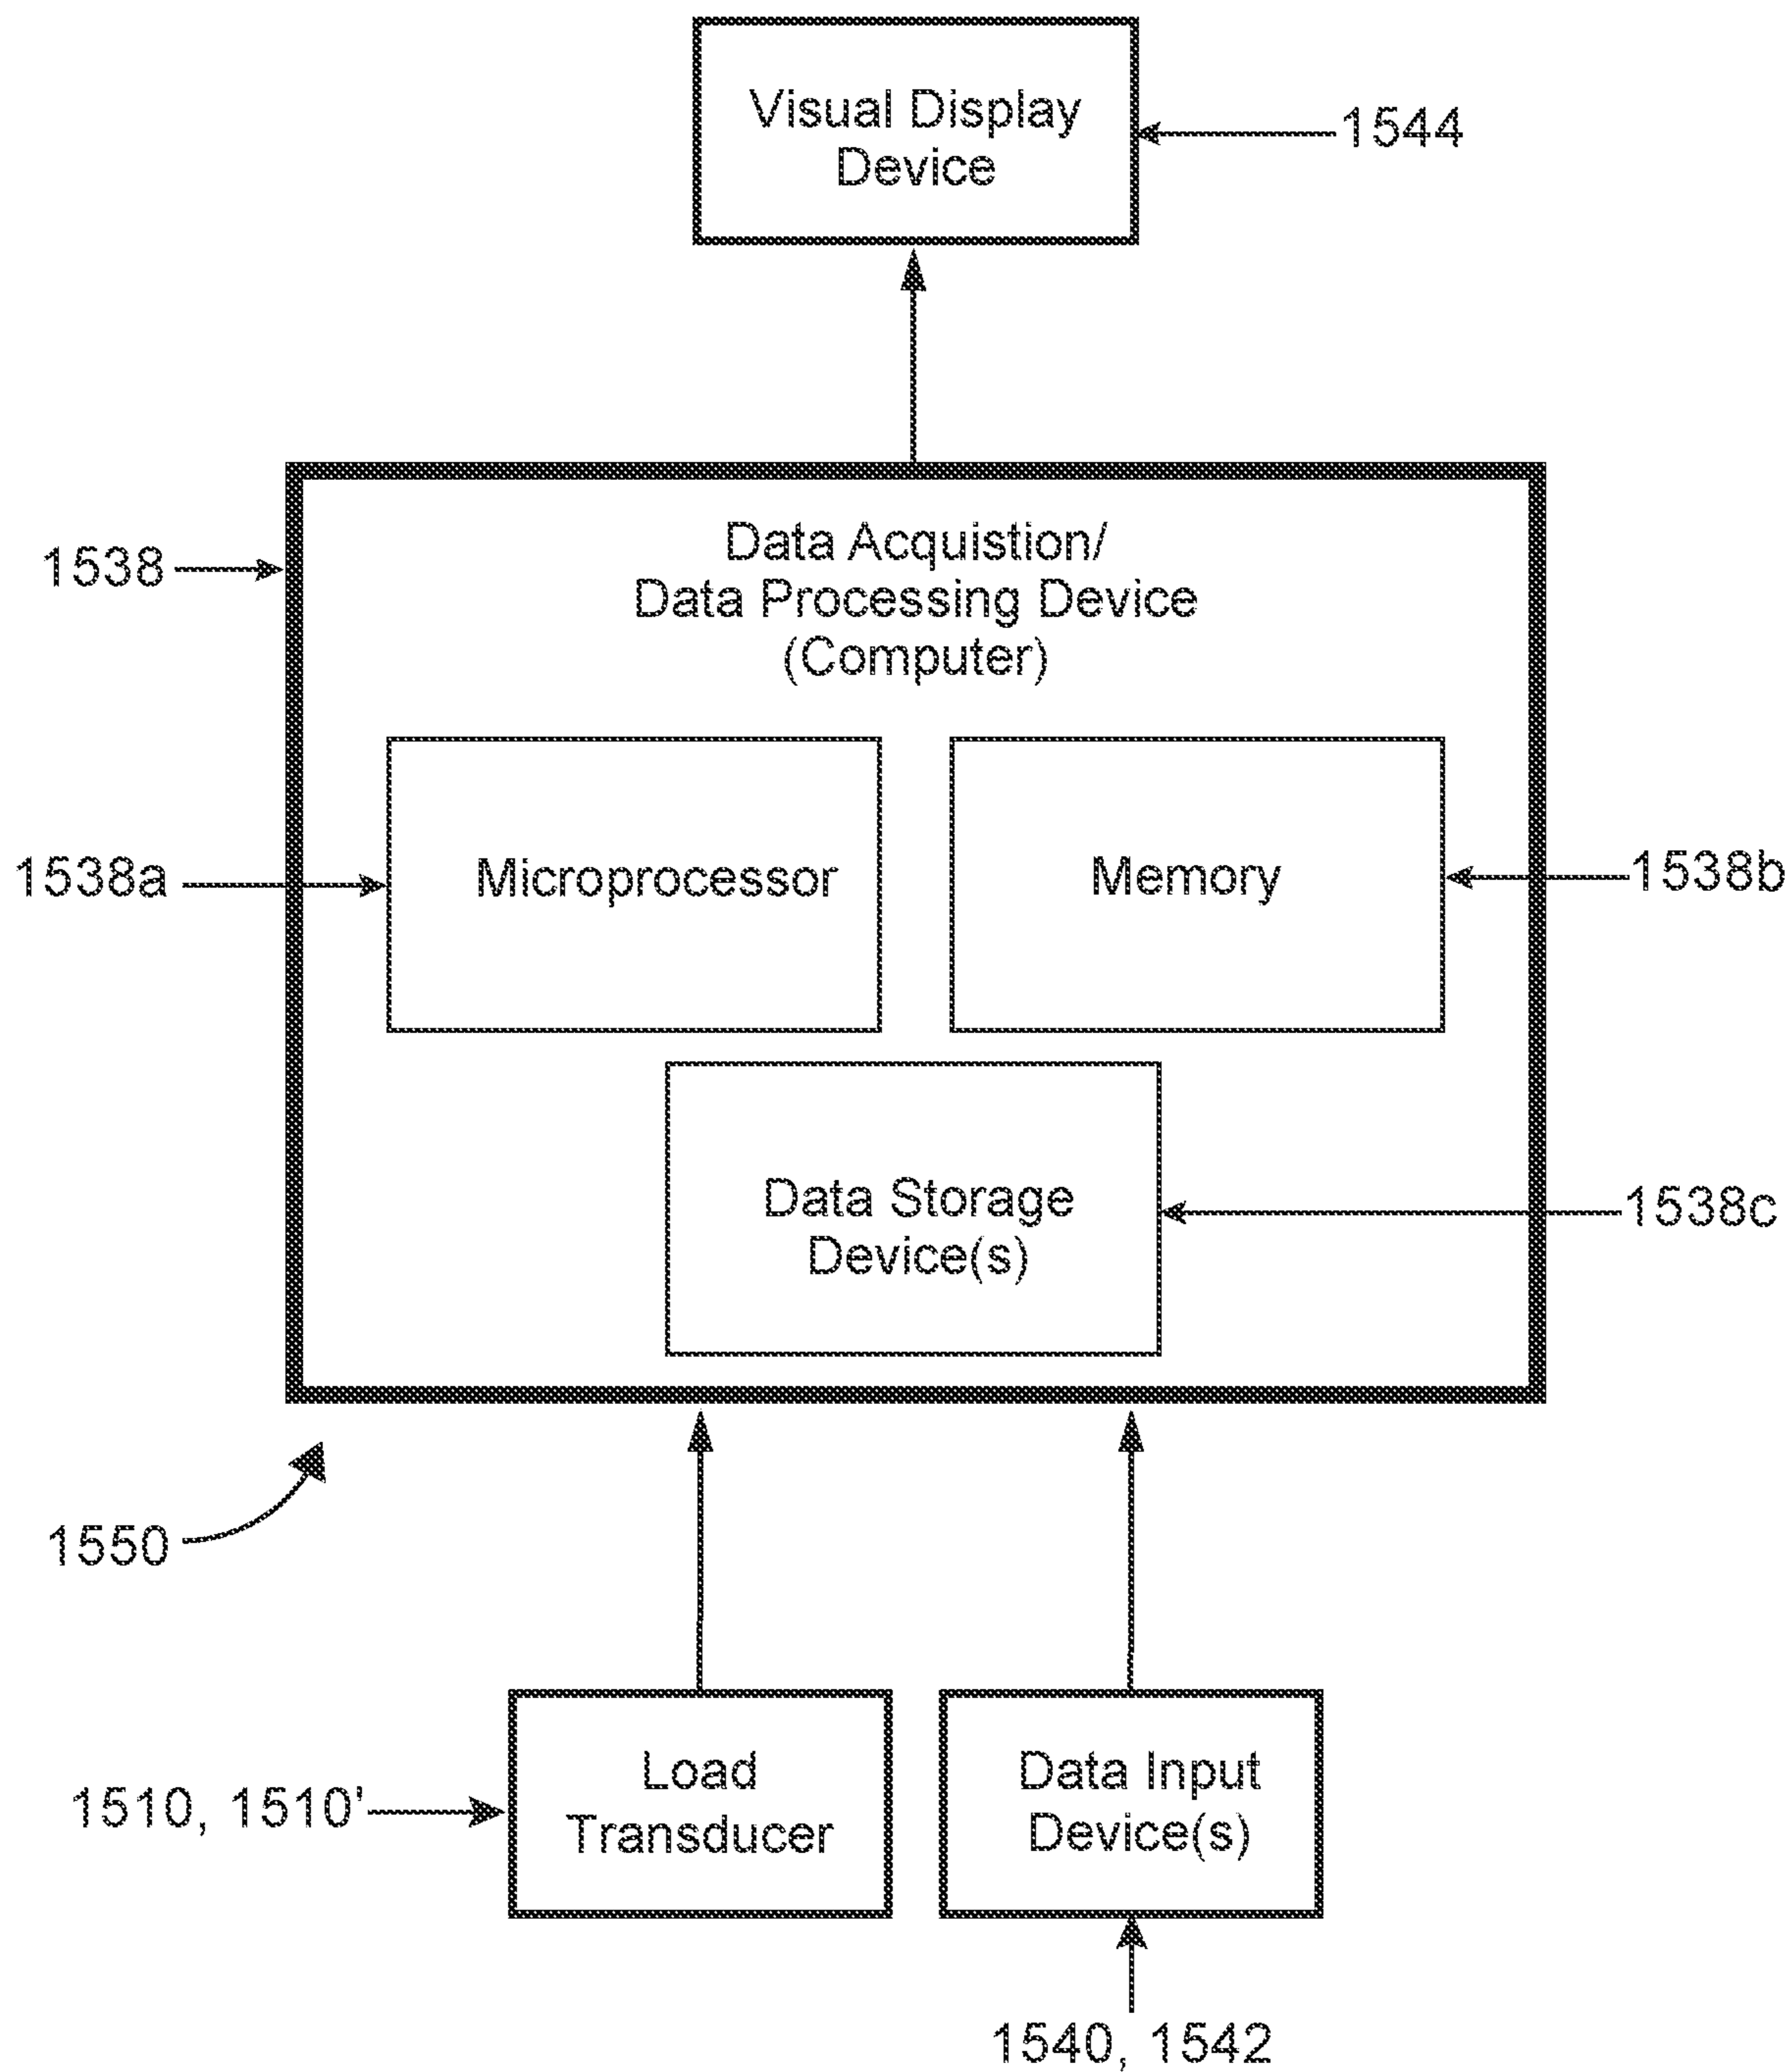 Visual Display
Device
1544
Data Acquistion/
Data Processing Device
(Computer)
1538
1538a
Microprocessor
Memory
1538b
Data Storage
Device(s)
1538c
1550
Load
Transducer
1510, 1510'
Data Input
Device(s)
1540, 1542